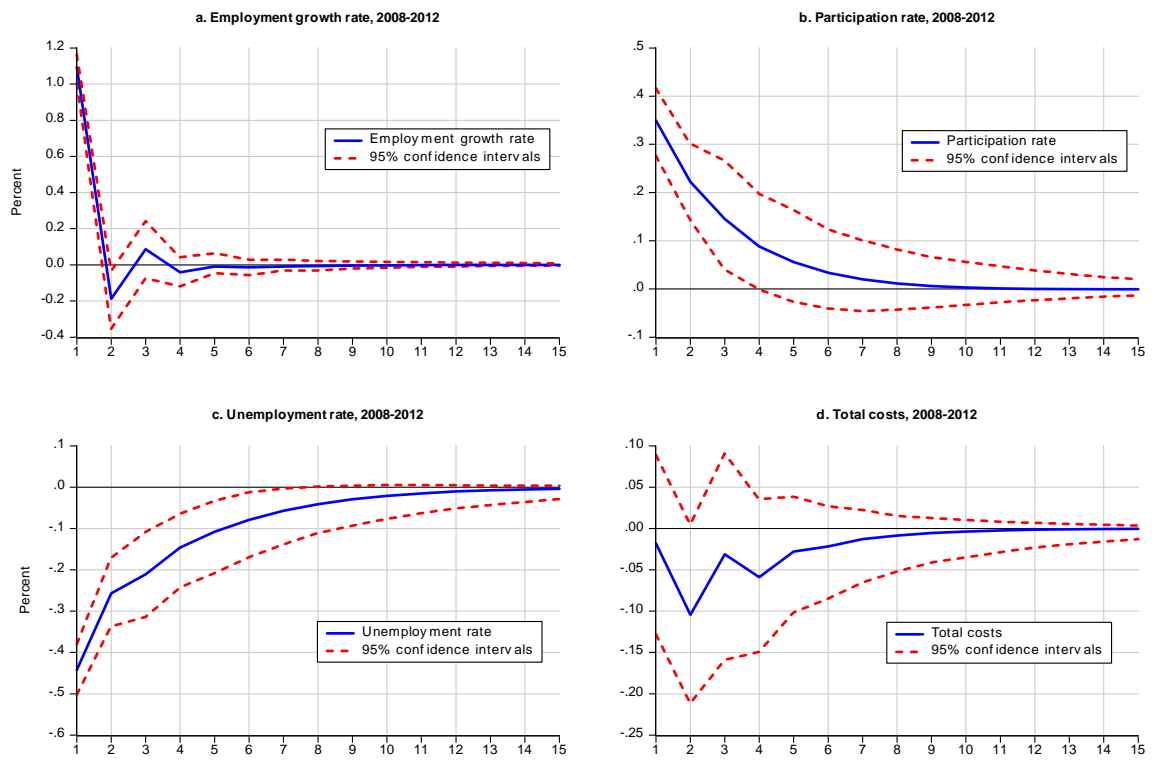 a. Employment growth rate, 2008-2012
1.2
1.0
0.8
0.6
0.4
0.2
0.0
-0.2
-0.4
Percent
Employment growth rate
95% confidence intervals
1 2 3 4 5 6 7 8 9 10 11 12 13 14 15
b. Participation rate, 2008-2012
.5
.4
.3
.2
.1
.0
-.1
Participation rate
95% confidence intervals
1 2 3 4 5 6 7 8 9 10 11 12 13 14 15
c. Unemployment rate, 2008-2012
.1
.0
-.1
-.2
-.3
-.4
-.5
-.6
Percent
Unemployment rate
95% confidence intervals
1 2 3 4 5 6 7 8 9 10 11 12 13 14 15
d. Total costs, 2008-2012
.10
.05
.00
-.05
-.10
-.15
-.20
-.25
Total costs
95% confidence intervals
1 2 3 4 5 6 7 8 9 10 11 12 13 14 15